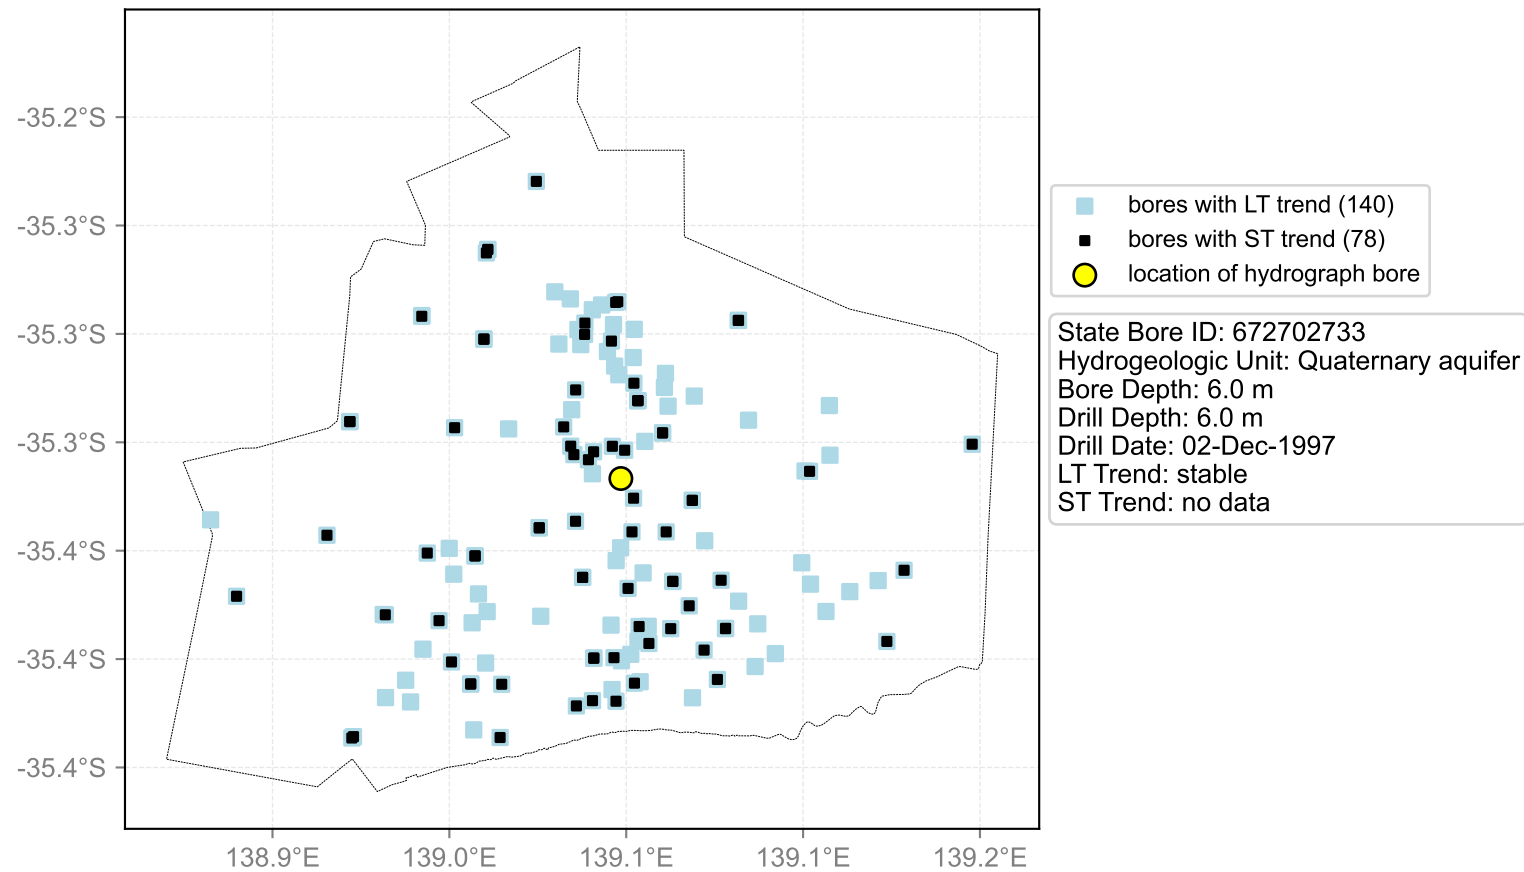 -35.2°S
-35.3°S
-35.3°S
-35.3°S
-35.4°S
-35.4°S
-35.4°S
138.9°E
139.0°E
139.1°E
139.1°E
139.2°E
bores with LT trend (140)
bores with ST trend (78)
location of hydrograph bore
State Bore ID: 672702733
Hydrogeologic Unit: Quaternary aquifer
Bore Depth: 6.0 m
Drill Depth: 6.0 m
Drill Date: 02-Dec-1997
LT Trend: stable
ST Trend: no data